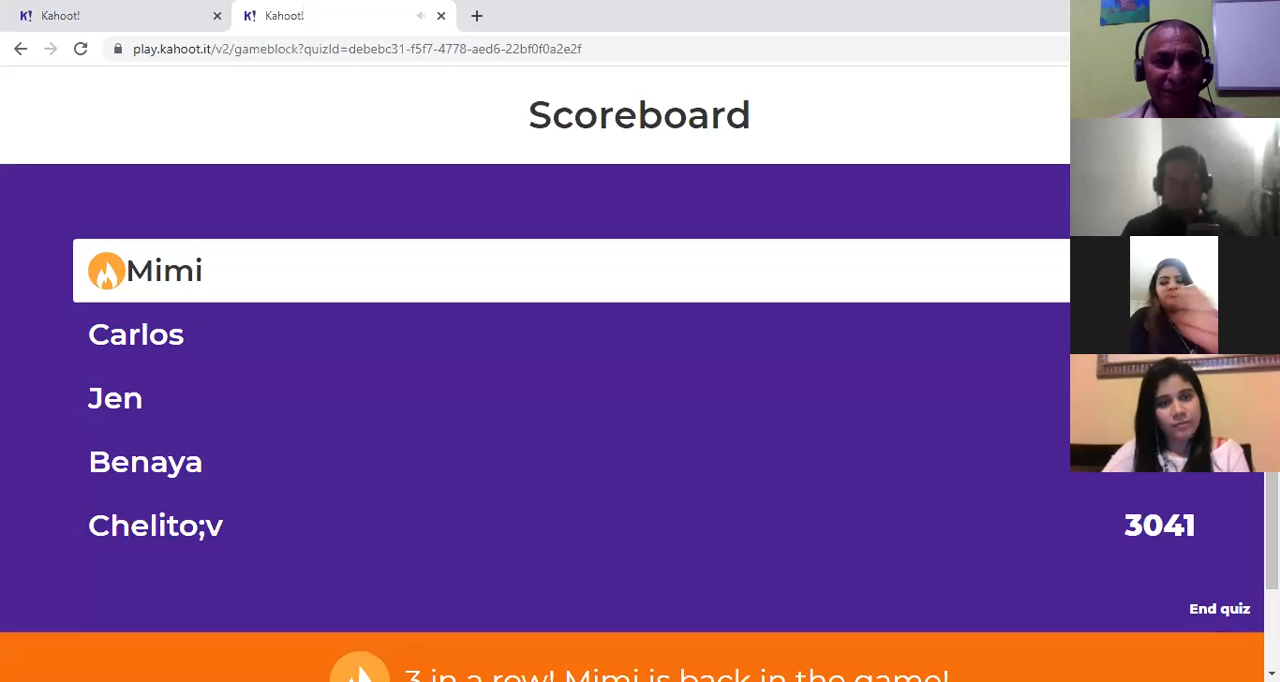 K! Kahoot!
K! Kahoot!
play.kahoot.it/v2/gameblock?quizId=debebc31-f5f7-4778-aed6-22bf0f0a2e2f
Scoreboard
Mimi
Carlos
Jen
Benaya
Chelito;v 3041
End quiz
3 in a row! Mimi is back in the game!